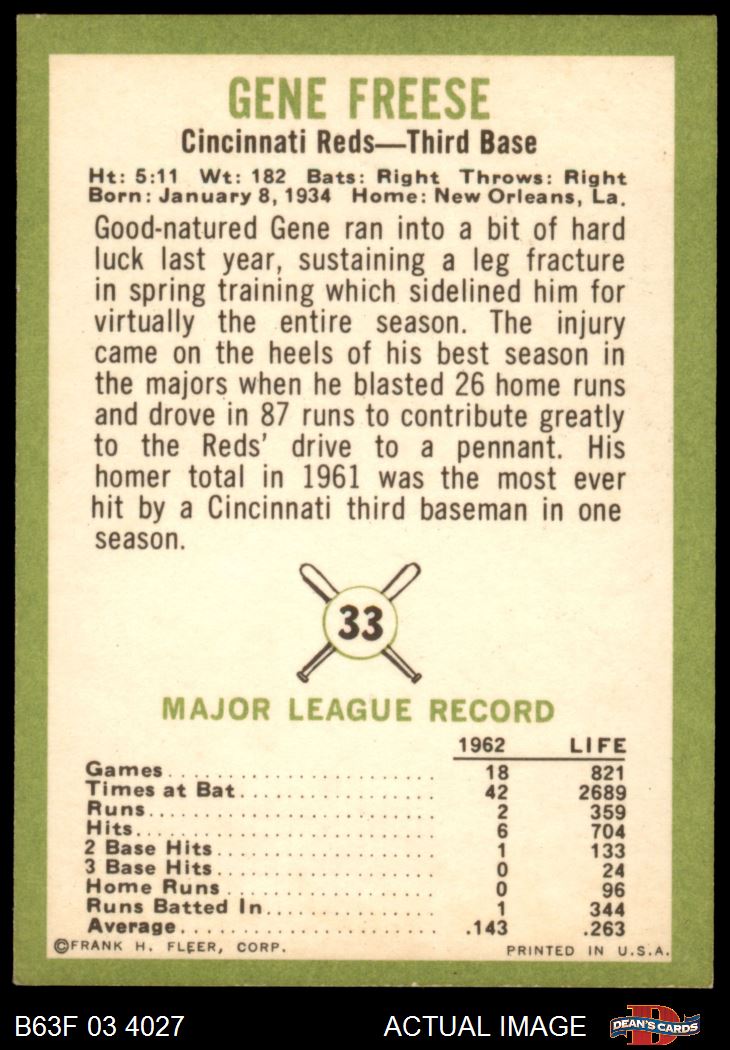 GENE FREESE
Cincinnati Reds—Third Base
Ht: 5:11 Wt: 182 Bats: Right Throws: Right
Born: January 8, 1934 Home: New Orleans, La.
Good-natured Gene ran into a bit of hard
luck last year, sustaining a leg fracture
in spring training which sidelined him for
virtually the entire season. The injury
came on the heels of his best season in
the majors when he blasted 26 home runs
and drove in 87 runs to contribute greatly
to the Reds' drive to a pennant. His
homer total in 1961 was the most ever
hit by a Cincinnati third baseman in one
season.
33
MAJOR LEAGUE RECORD
1962 LIFE
Games 18 821
Times at Bat 42 2689
Runs 2 359
Hits 6 704
2 Base Hits 1 133
3 Base Hits 0 24
Home Runs 0 96
Runs Batted In 1 344
Average .143 .263
©FRANK H. FLEER, CORP. PRINTED IN U.S.A.
B63F 03 4027 ACTUAL IMAGE D DEAN'S CARDS